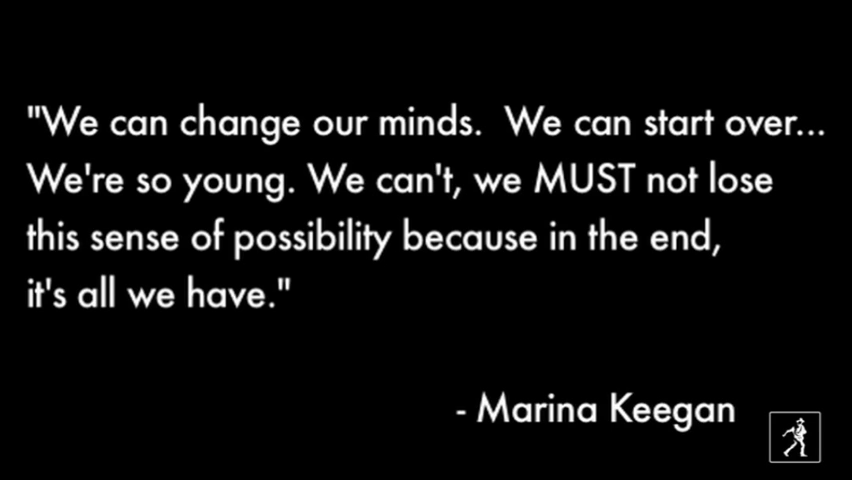 "We can change our minds.  We can start over...
We're so young. We can't, we MUST not lose
this sense of possibility because in the end,
it's all we have."
- Marina Keegan